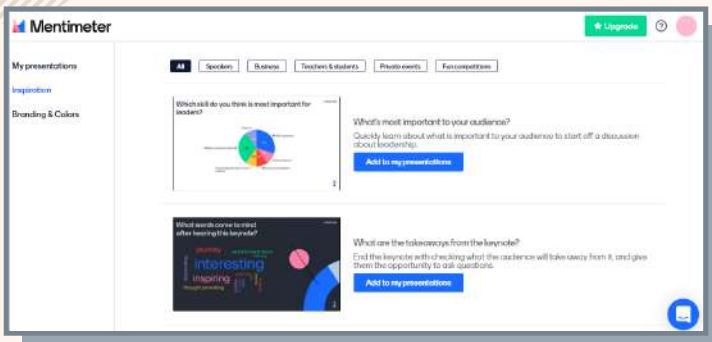 Mentimeter
★ Upgrade
?
My presentations
Inspiration
Branding & Colors
All
Speakers
Business
Teachers & students
Private events
Fun competitions
Which skill do you think is most important for
leaders?
What's most important to your audience?
Quickly learn about what is important to your audience to start off a discussion
about leadership.
Add to my presentations
What words come to mind
after hearing this keynote?
journey
interesting
inspiring
thought provoking
What are the takeaways from the keynote?
End the keynote with checking what the audience will take away from it, and give
them the opportunity to ask questions.
Add to my presentations